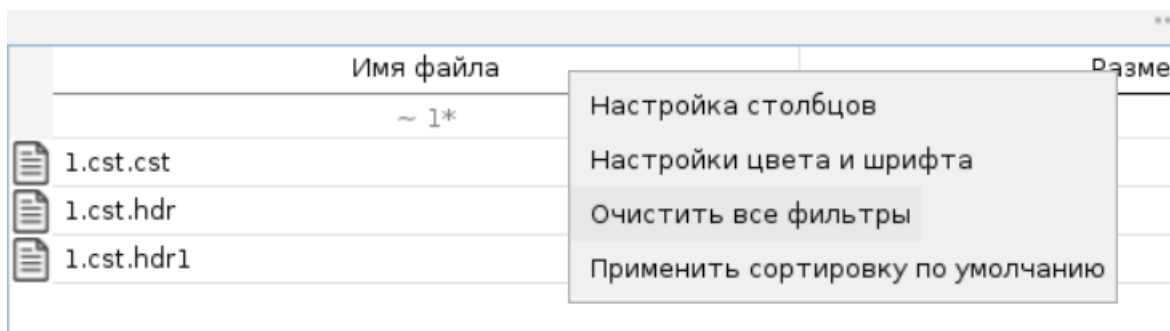 Имя файла
Разме
~ 1*
Настройка столбцов
1.cst.cst
Настройки цвета и шрифта
1.cst.hdr
Очистить все фильтры
1.cst.hdr1
Применить сортировку по умолчанию